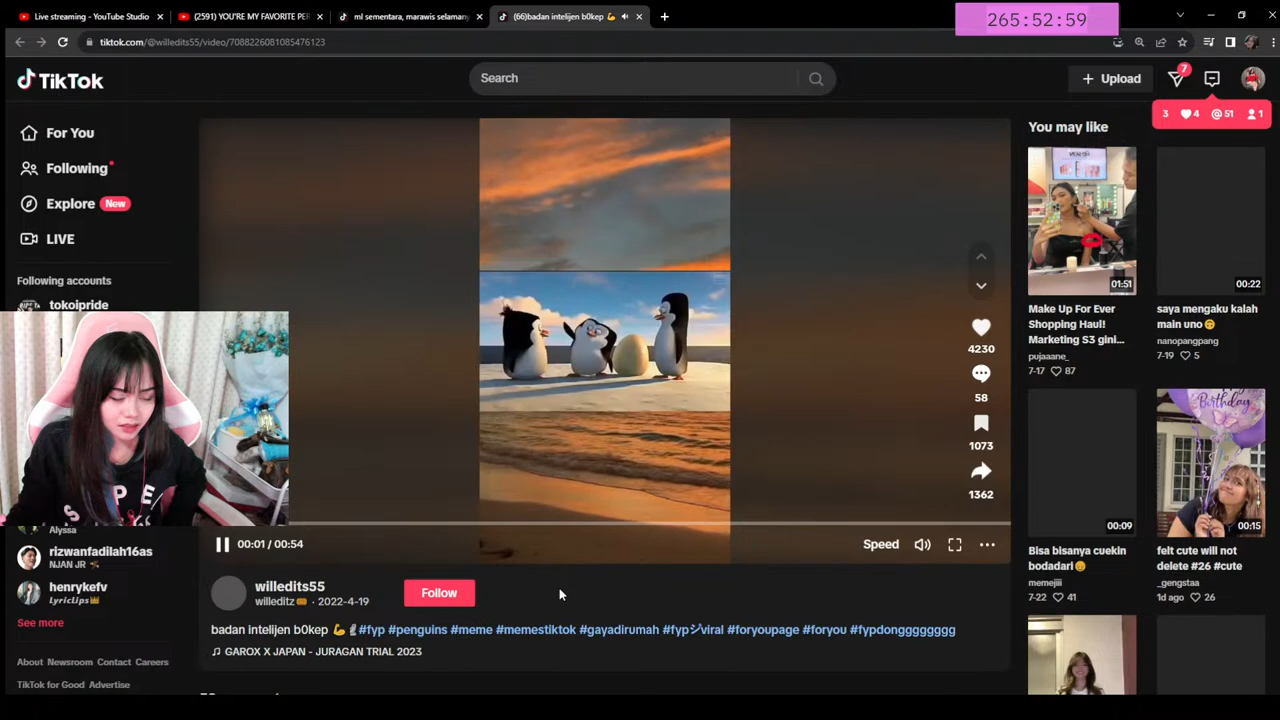 Live streaming - YouTube Studio
(2591) YOU'RE MY FAVORITE PE
ml sementara, marawis selaman
(66)badan intelijen b0kep 💪
265:52:59
tiktok.com/@willedits55/video/7088226081085476123
TikTok
Search
Upload
7
3 4 @51 1
For You
Following
Explore New
LIVE
Following accounts
tokoipride
Alyssa
rizwanfadilah16as
NJAN JR
henrykefv
LyricLips
See more
About Newsroom Contact Careers
TikTok for Good Advertise
4230
58
1073
1362
00:01 / 00:54
Speed
willedits55
willeditz 🎃 · 2022-4-19
Follow
badan intelijen b0kep 💪 #fyp #penguins #meme #memestiktok #gayadirumah #fypシviral #foryoupage #foryou #fypdonggggggg
♫ GAROX X JAPAN - JURAGAN TRIAL 2023
You may like
01:51
Make Up For Ever
Shopping Haul!
Marketing S3 gini...
pujaaane_
7-17 87
00:22
saya mengaku kalah
main uno🙃
nanopangpang
7-19 5
00:09
Bisa bisanya cuekin
bodadari
memejiii
7-22 41
00:15
felt cute will not
delete #26 #cute
_gengstaa
1d ago 26